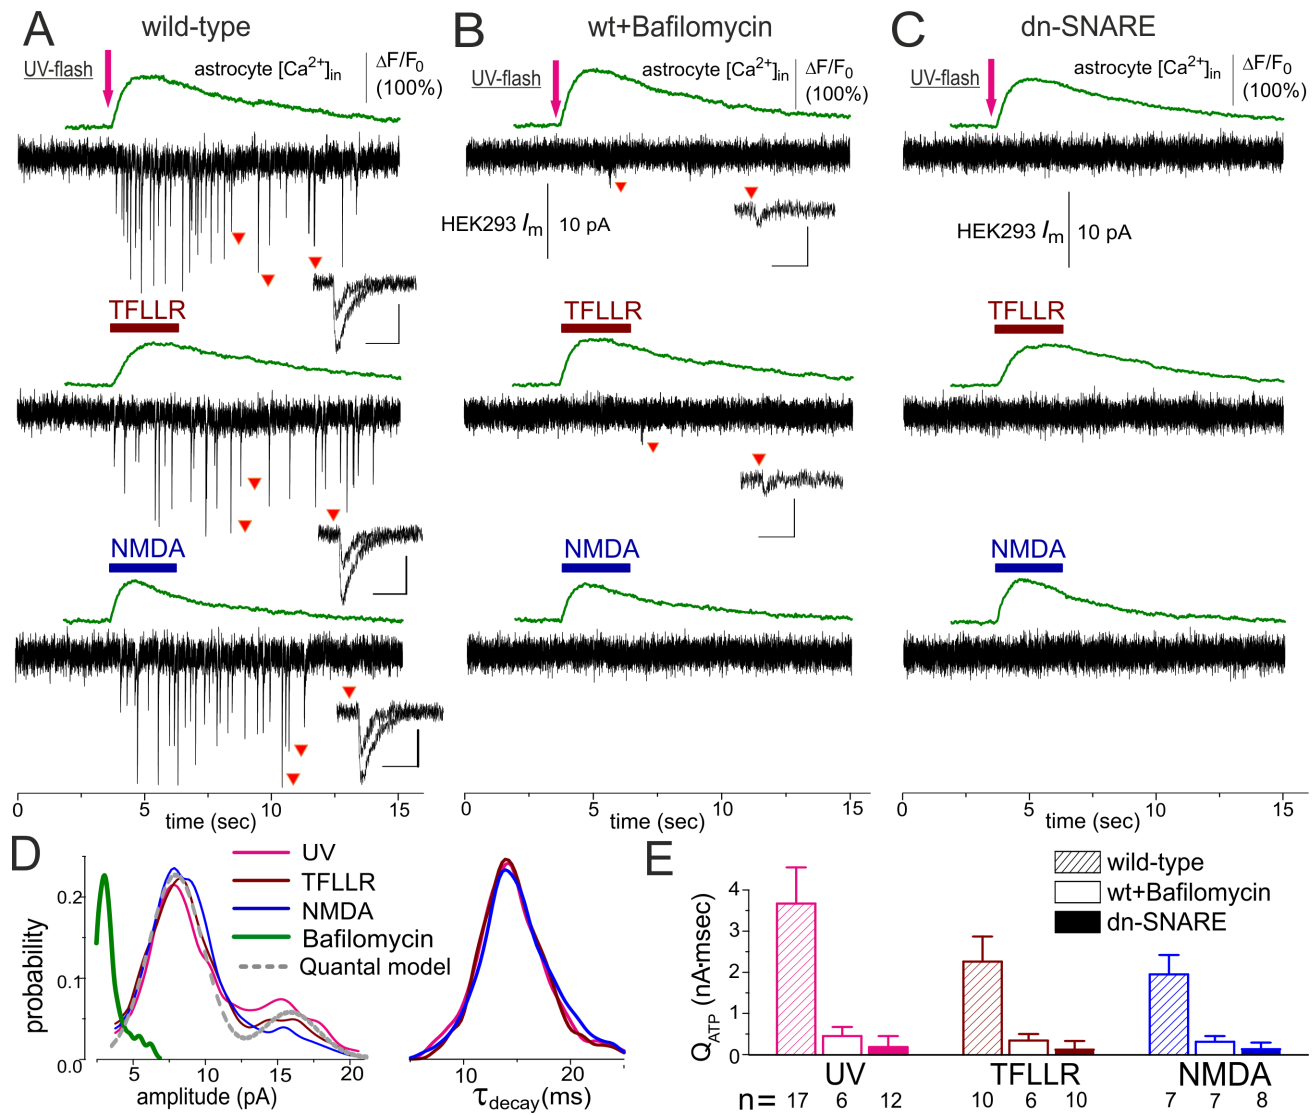 A wild-type
UV-flash astrocyte [Ca2+]in ΔF/F0 (100%)
TFLLR
NMDA
0 5 10 15
time (sec)
B wt+Bafilomycin
UV-flash astrocyte [Ca2+]in ΔF/F0 (100%)
HEK293 Im 10 pA
TFLLR
NMDA
0 5 10 15
time (sec)
C dn-SNARE
UV-flash astrocyte [Ca2+]in ΔF/F0 (100%)
HEK293 Im 10 pA
TFLLR
NMDA
0 5 10 15
time (sec)
D
probability
0.2
0.1
0.0
UV
TFLLR
NMDA
Bafilomycin
Quantal model
5 10 15 20
amplitude (pA)
10 20
τdecay(ms)
E
wild-type
wt+Bafilomycin
dn-SNARE
QATP (nA·msec)
4
3
2
1
0
UV TFLLR NMDA
n= 17 6 12 10 6 10 7 7 8